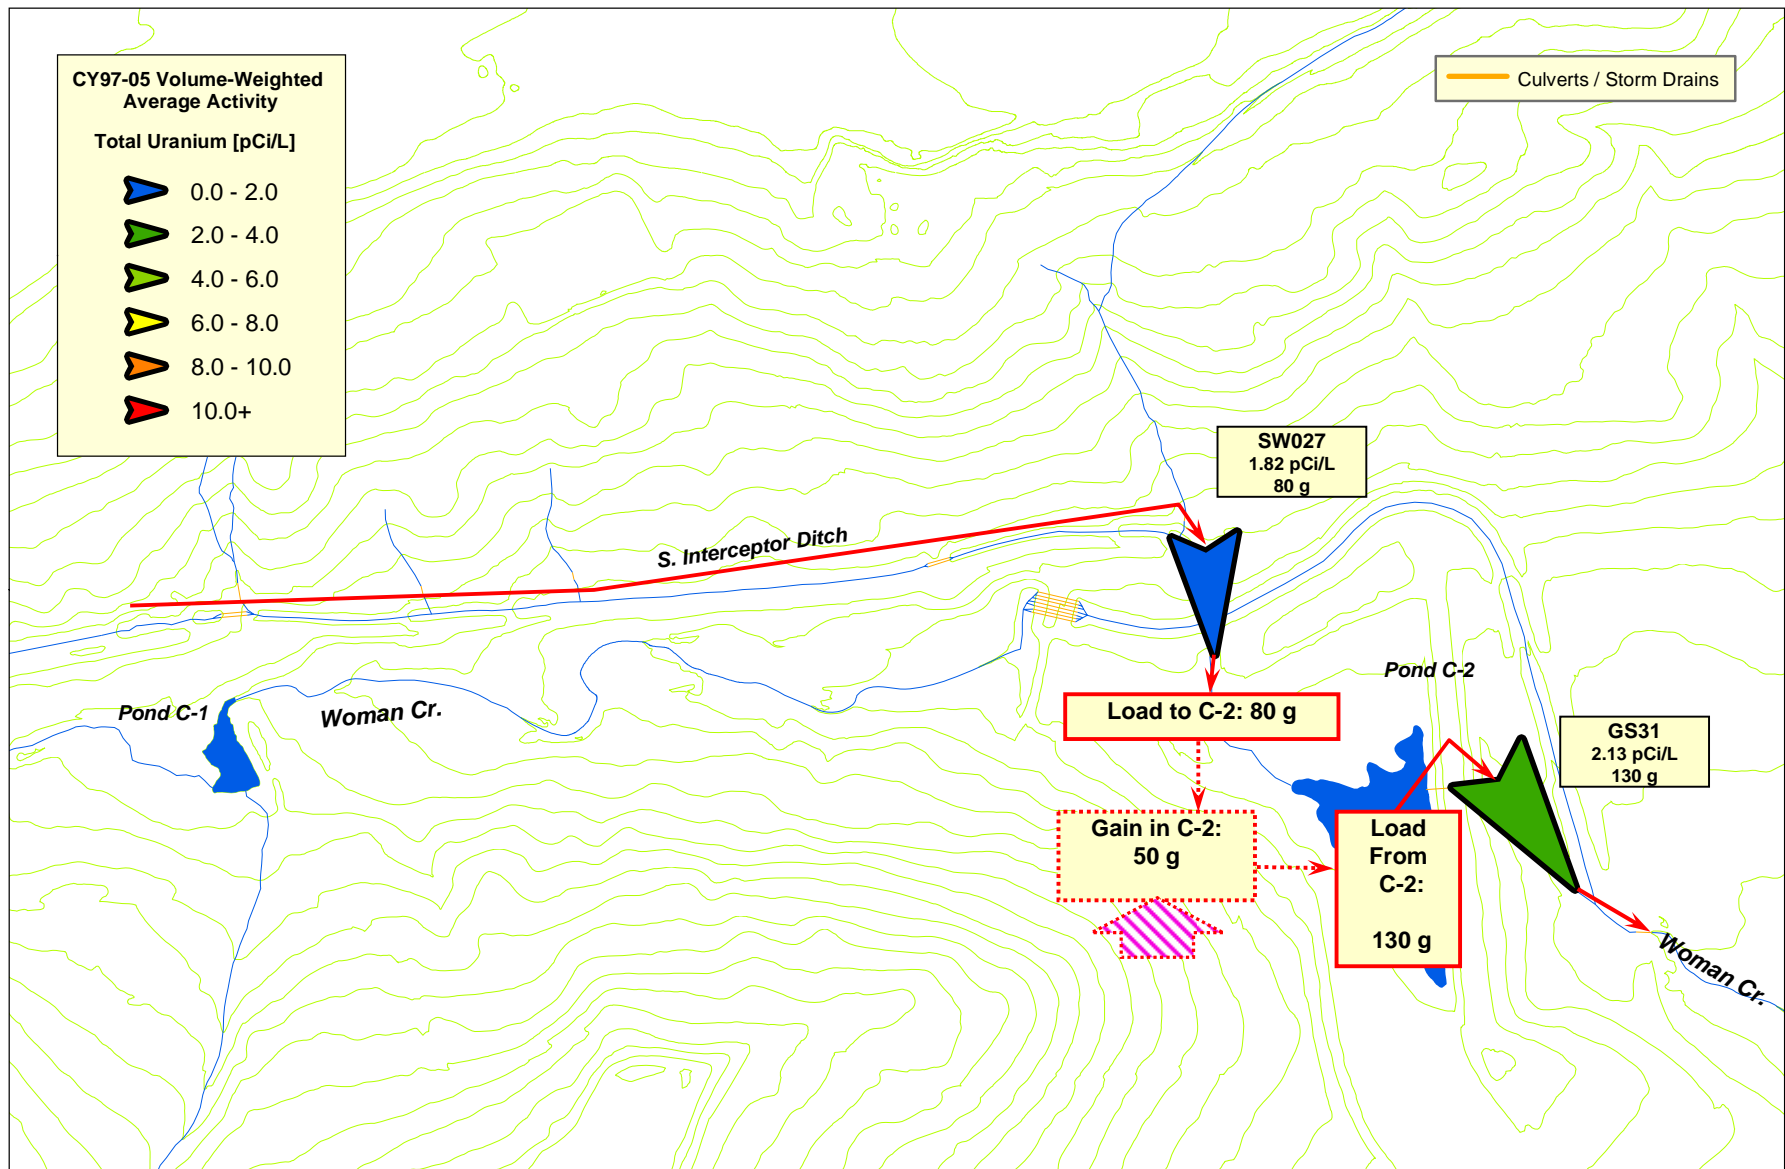 CY97-05 Volume-Weighted
Average Activity
Total Uranium [pCi/L]
0.0 - 2.0
2.0 - 4.0
4.0 - 6.0
6.0 - 8.0
8.0 - 10.0
10.0+
Culverts / Storm Drains
SW027
1.82 pCi/L
80 g
S. Interceptor Ditch
Pond C-1
Woman Cr.
Pond C-2
Load to C-2: 80 g
GS31
2.13 pCi/L
130 g
Gain in C-2:
50 g
Load
From
C-2:
130 g
Woman Cr.